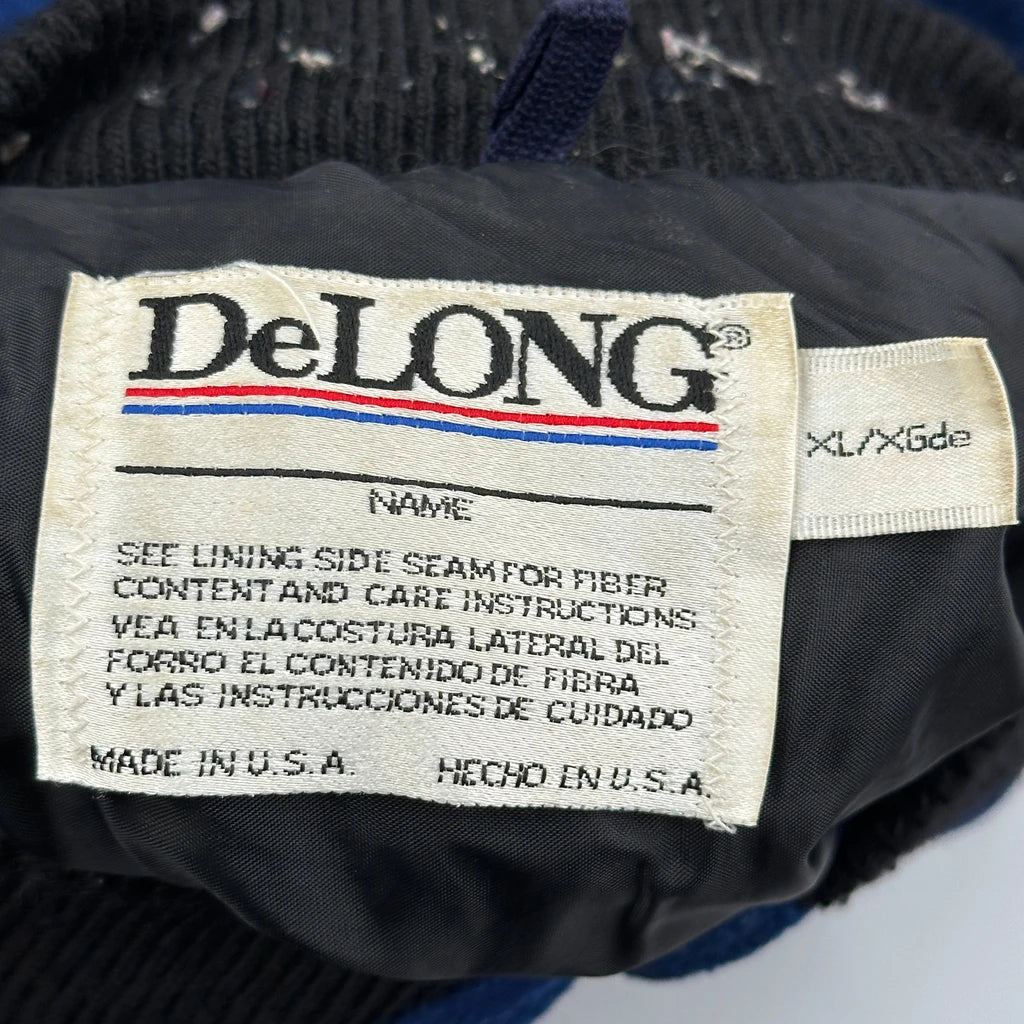 DeLONG®
XL/XGde
NAME
SEE LINING SIDE SEAM FOR FIBER
CONTENT AND CARE INSTRUCTIONS
VEA EN LA COSTURA LATERAL DEL
FORRO EL CONTENIDO DE FIBRA
Y LAS INSTRUCCIONES DE CUIDADO
MADE IN U.S.A. HECHO EN U.S.A.